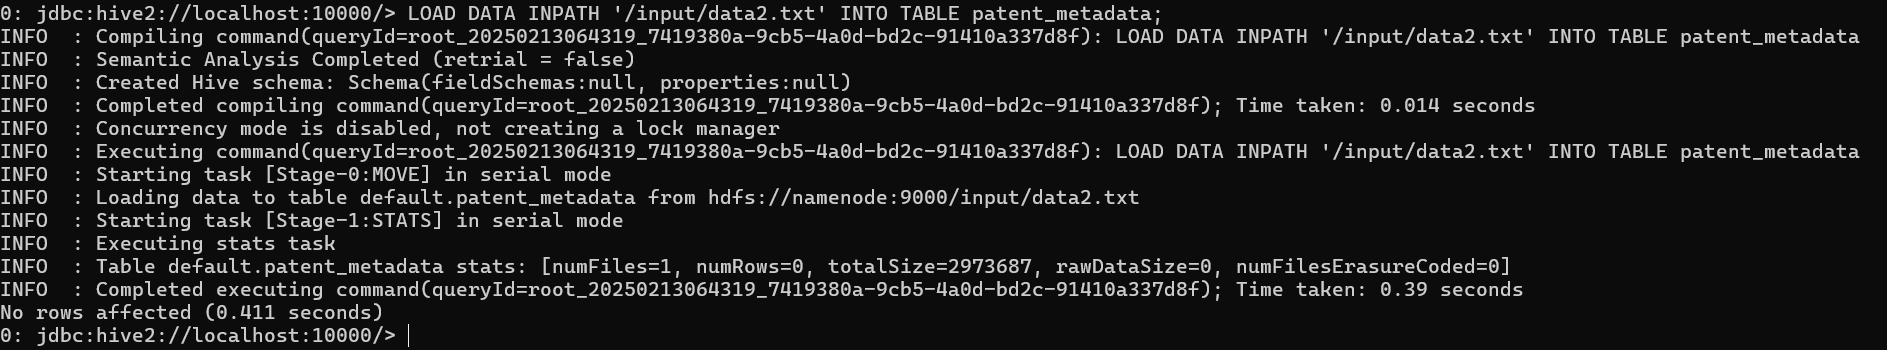 0: jdbc:hive2://localhost:10000/> LOAD DATA INPATH '/input/data2.txt' INTO TABLE patent_metadata;
INFO  : Compiling command(queryId=root_20250213064319_7419380a-9cb5-4a0d-bd2c-91410a337d8f): LOAD DATA INPATH '/input/data2.txt' INTO TABLE patent_metadata
INFO  : Semantic Analysis Completed (retrial = false)
INFO  : Created Hive schema: Schema(fieldSchemas:null, properties:null)
INFO  : Completed compiling command(queryId=root_20250213064319_7419380a-9cb5-4a0d-bd2c-91410a337d8f); Time taken: 0.014 seconds
INFO  : Concurrency mode is disabled, not creating a lock manager
INFO  : Executing command(queryId=root_20250213064319_7419380a-9cb5-4a0d-bd2c-91410a337d8f): LOAD DATA INPATH '/input/data2.txt' INTO TABLE patent_metadata
INFO  : Starting task [Stage-0:MOVE] in serial mode
INFO  : Loading data to table default.patent_metadata from hdfs://namenode:9000/input/data2.txt
INFO  : Starting task [Stage-1:STATS] in serial mode
INFO  : Executing stats task
INFO  : Table default.patent_metadata stats: [numFiles=1, numRows=0, totalSize=2973687, rawDataSize=0, numFilesErasureCoded=0]
INFO  : Completed executing command(queryId=root_20250213064319_7419380a-9cb5-4a0d-bd2c-91410a337d8f); Time taken: 0.39 seconds
No rows affected (0.411 seconds)
0: jdbc:hive2://localhost:10000/>